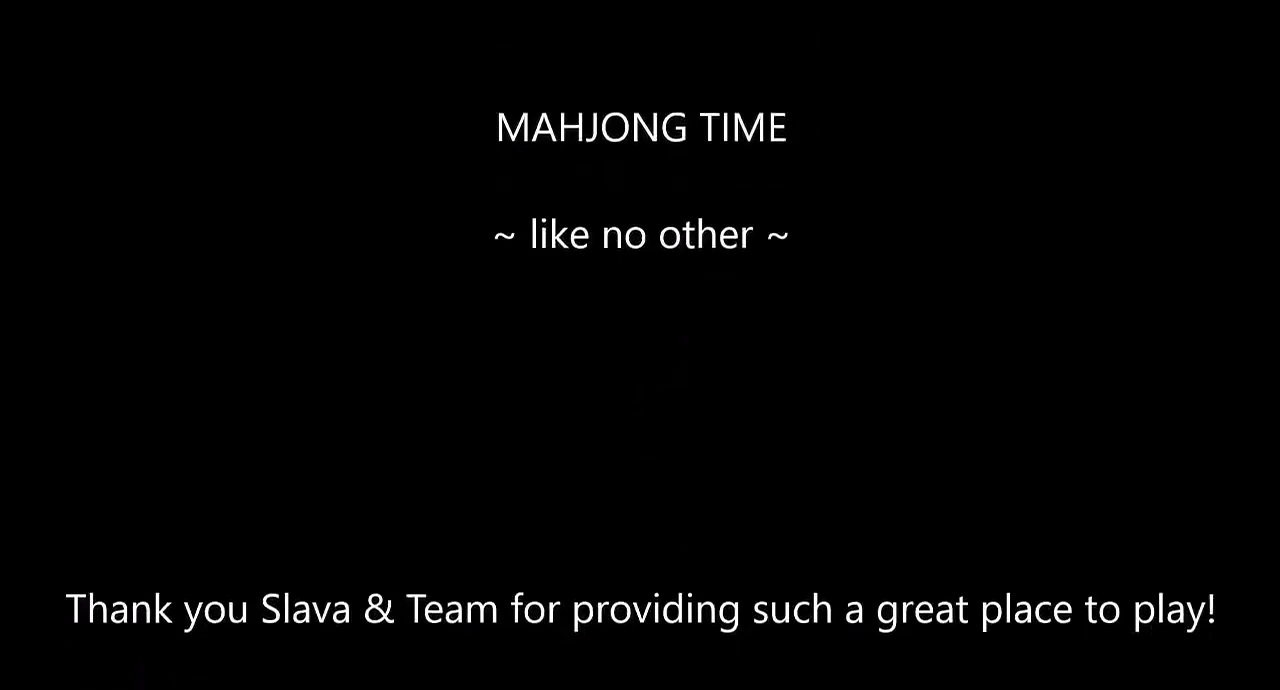 MAHJONG TIME
~ like no other ~
Thank you Slava & Team for providing such a great place to play!